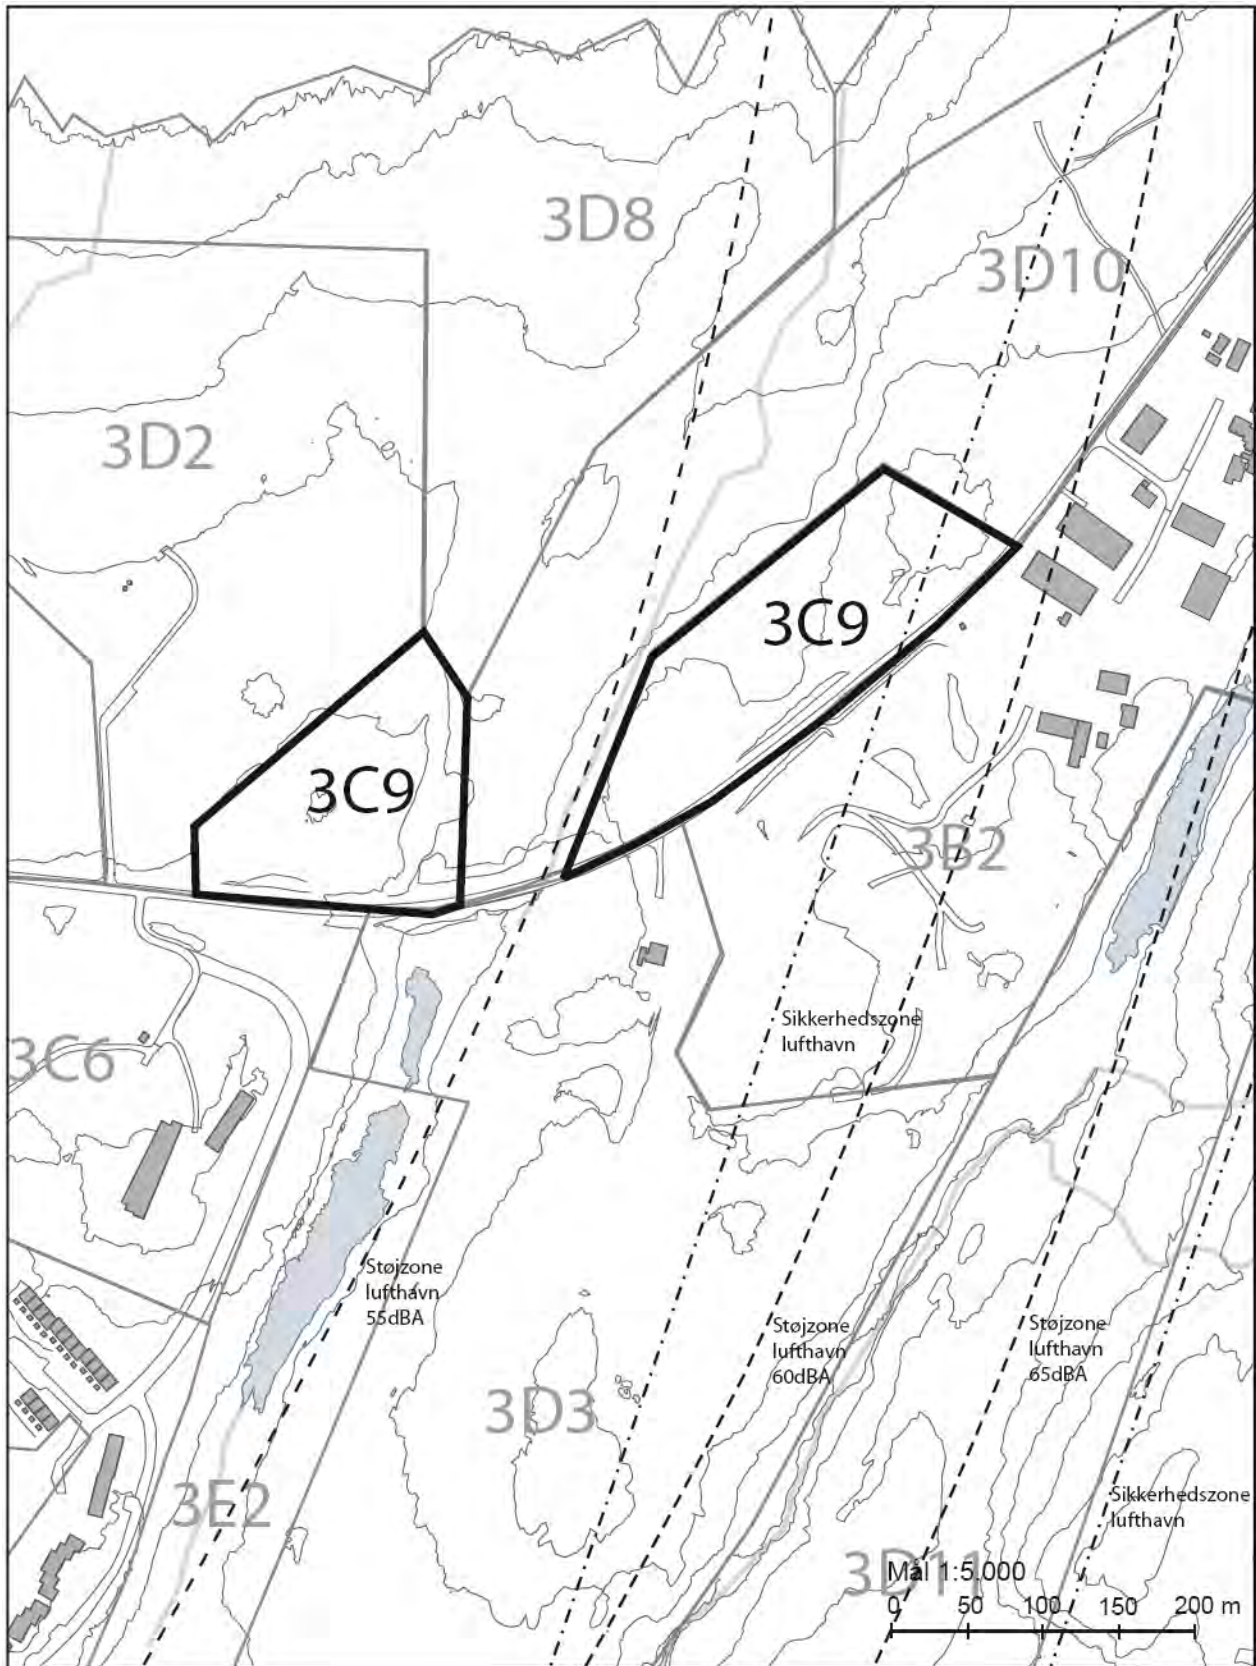 3D8
3D10
3D2
3C9
3C9
3B2
Sikkerhedszone
lufthavn
3C6
Støjzone
lufthavn
55dBA
Støjzone
lufthavn
60dBA
Støjzone
lufthavn
65dBA
3D3
3E2
Sikkerhedszone
lufthavn
3D11
Mål 1:5.000
0 50 100 150 200 m